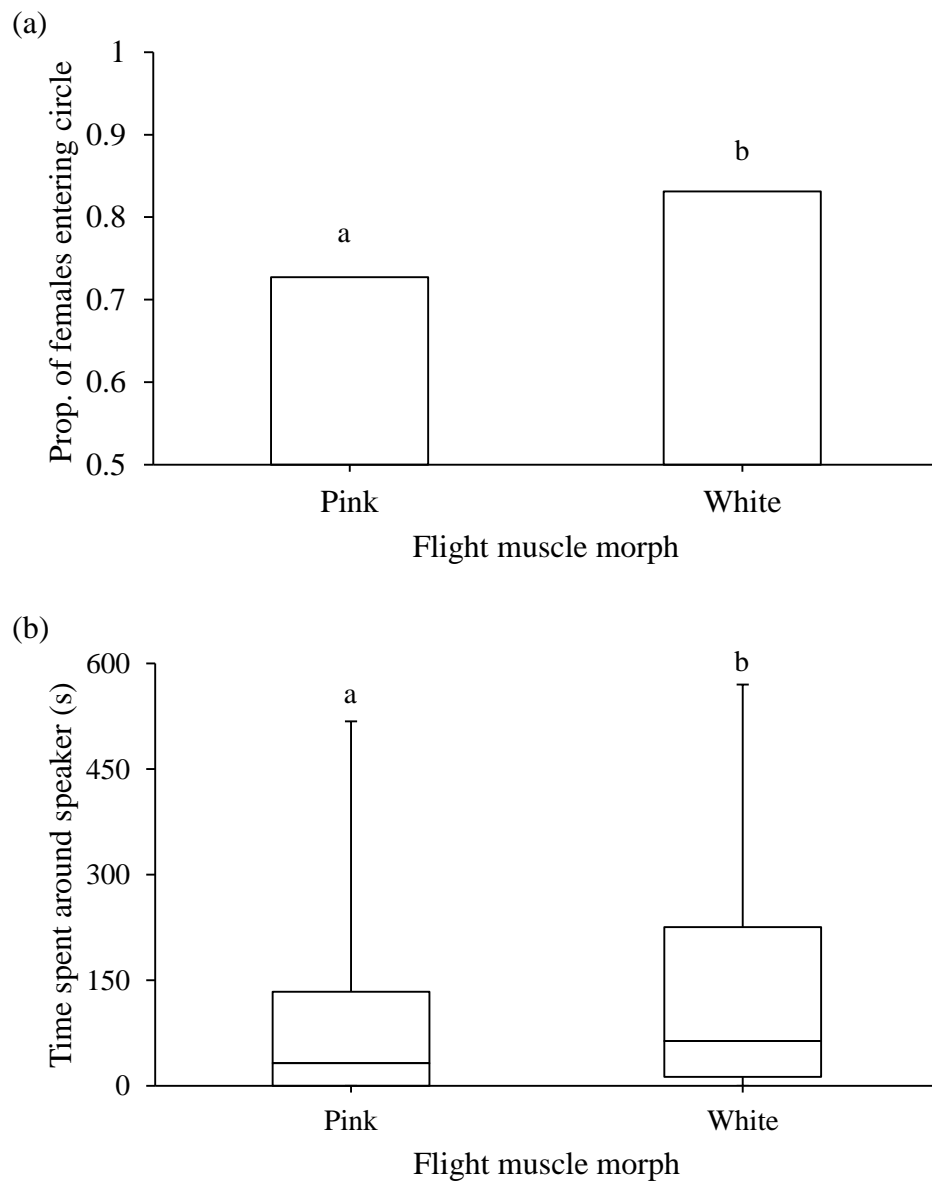 (a)
Prop. of females entering circle
1
0.9
0.8
0.7
0.6
0.5
a
b
Pink
White
Flight muscle morph
(b)
Time spent around speaker (s)
600
450
300
150
0
a
b
Pink
White
Flight muscle morph